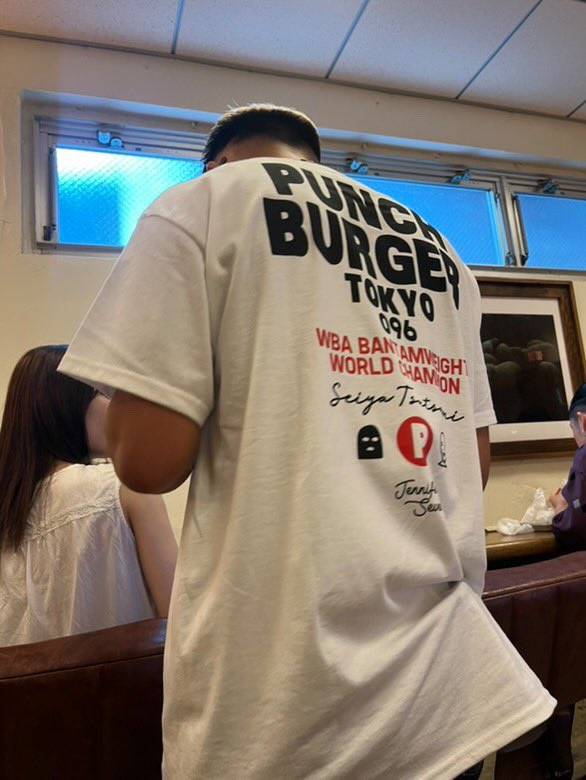 PUNCH
BURGER
TOKYO
096
WBA BANTAMWEIGHT
WORLD CHAMPION
Seiya Tsutsumi
P